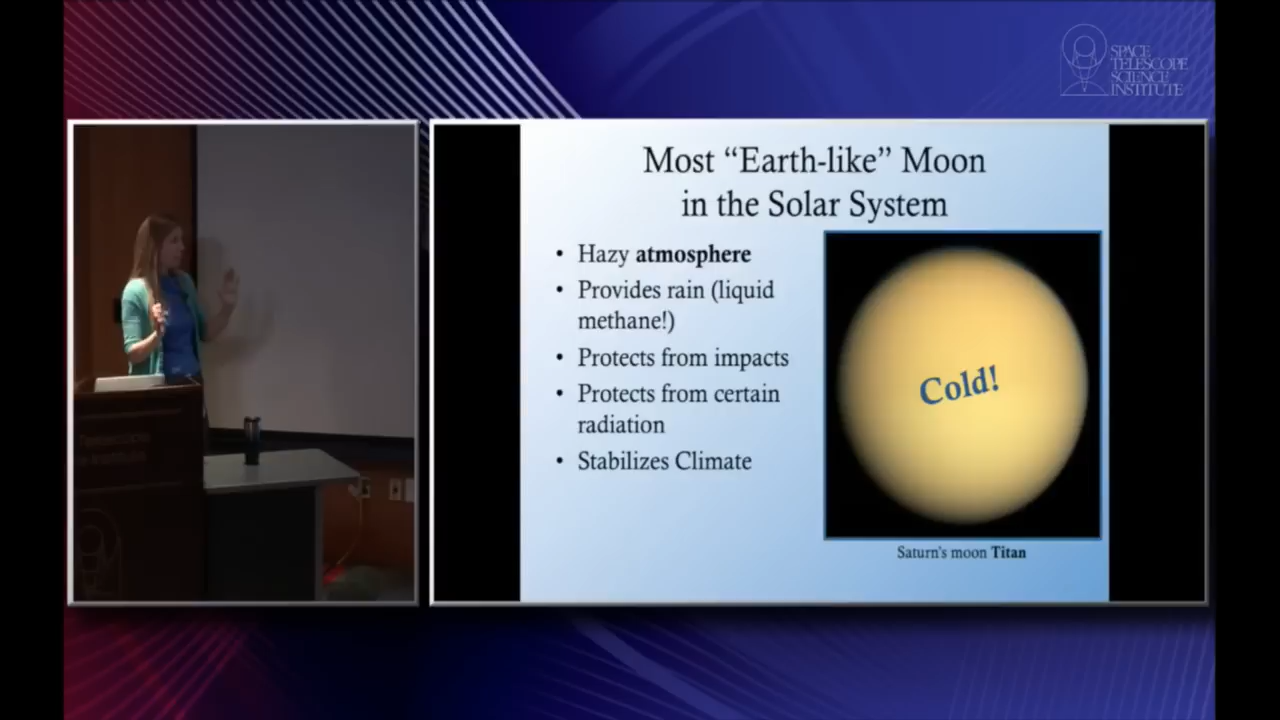 SPACE
TELESCOPE
SCIENCE
INSTITUTE
Most “Earth-like” Moon
in the Solar System
• Hazy atmosphere
• Provides rain (liquid
methane!)
• Protects from impacts
• Protects from certain
radiation
• Stabilizes Climate
Cold!
Saturn's moon Titan